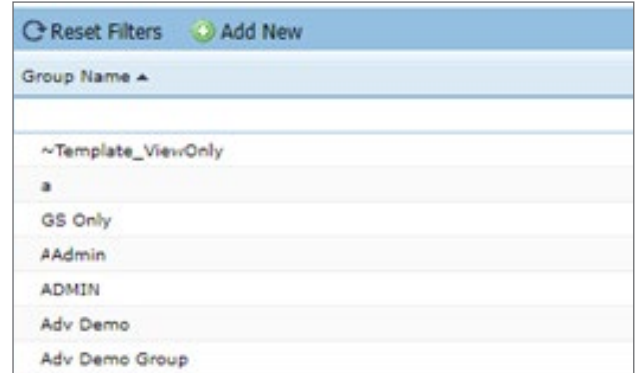 Reset Filters Add New
Group Name
~Template_ViewOnly
a
GS Only
AAdmin
ADMIN
Adv Demo
Adv Demo Group